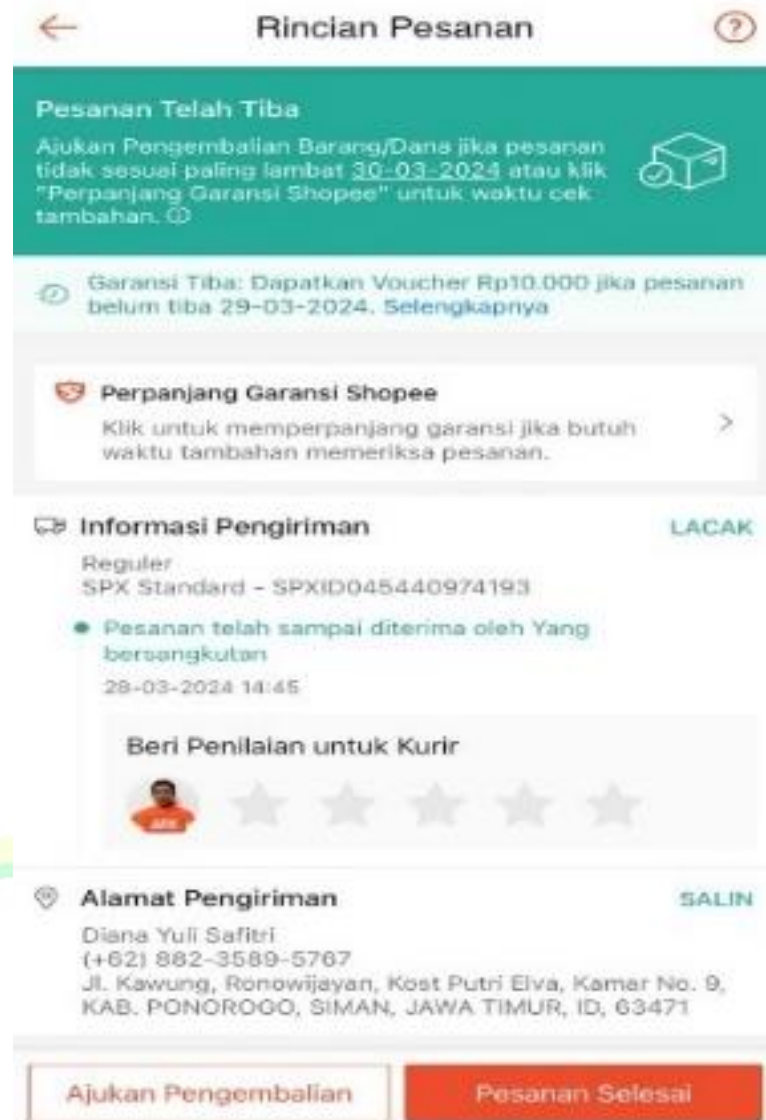 Rincian Pesanan
Pesanan Telah Tiba
Ajukan Pengembalian Barang/Dana jika pesanan
tidak sesuai paling lambat 30-03-2024 atau klik
"Perpanjang Garansi Shopee" untuk waktu cek
tambahan.
Garansi Tiba: Dapatkan Voucher Rp10.000 jika pesanan
belum tiba 29-03-2024. Selengkapnya
Perpanjang Garansi Shopee
Klik untuk memperpanjang garansi jika butuh
waktu tambahan memeriksa pesanan.
Informasi Pengiriman LACAK
Reguler
SPX Standard - SPXID045440974193
Pesanan telah sampai diterima oleh Yang
bersangkutan
28-03-2024 14:45
Beri Penilaian untuk Kurir
Alamat Pengiriman SALIN
Diana Yuli Safitri
(+62) 882-3589-5767
Jl. Kawung, Ronowijayan, Kost Putri Elva, Kamar No. 9,
KAB. PONOROGO, SIMAN, JAWA TIMUR, ID, 63471
Ajukan Pengembalian Pesanan Selesai